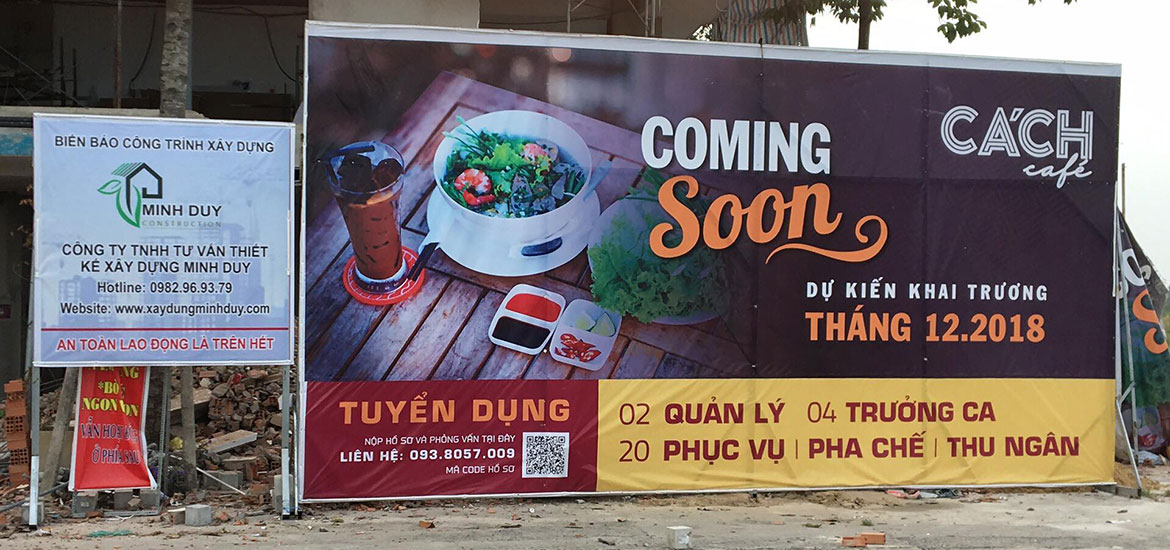 BIỂN BÁO CÔNG TRÌNH XÂY DỰNG
MINH DUY
CONSTRUCTION
CÔNG TY TNHH TƯ VẤN THIẾT
KẾ XÂY DỰNG MINH DUY
Hotline: 0982.96.93.79
Website: www.xaydungminhduy.com
AN TOÀN LAO ĐỘNG LÀ TRÊN HẾT
NGON
Ở PHÍA
COMING
Soon
CÁCH
café
DỰ KIẾN KHAI TRƯƠNG
THÁNG 12.2018
TUYỂN DỤNG
NỘP HỒ SƠ VÀ PHỎNG VẤN TẠI ĐÂY
LIÊN HỆ: 093.8057.009
MÃ CODE HỒ SƠ
02 QUẢN LÝ 04 TRƯỞNG CA
20 PHỤC VỤ | PHA CHẾ | THU NGÂN